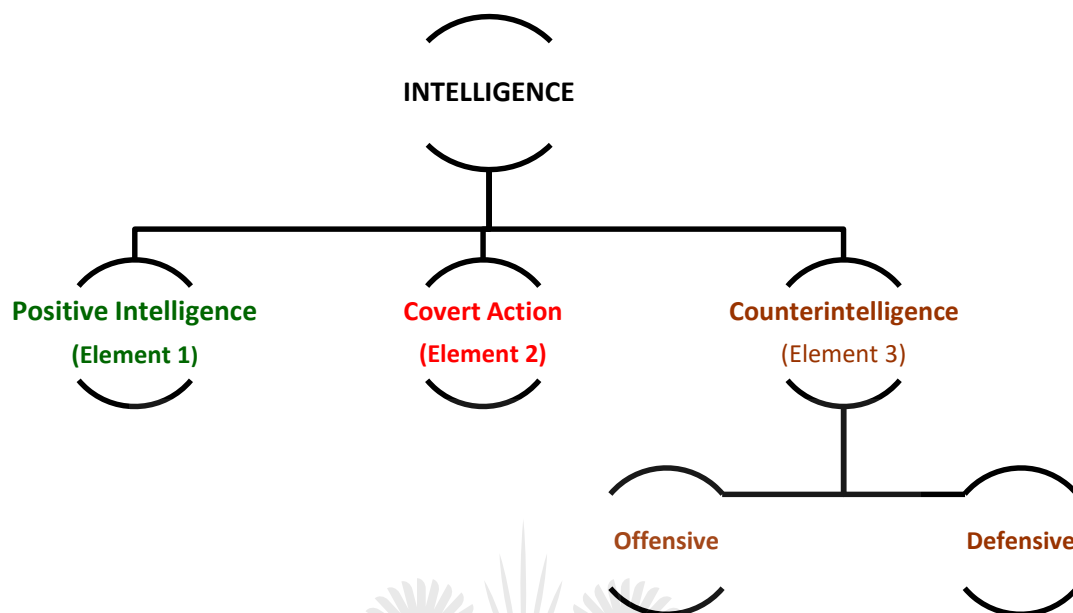 INTELLIGENCE
Positive Intelligence
(Element 1)
Covert Action
(Element 2)
Counterintelligence
(Element 3)
Offensive
Defensive